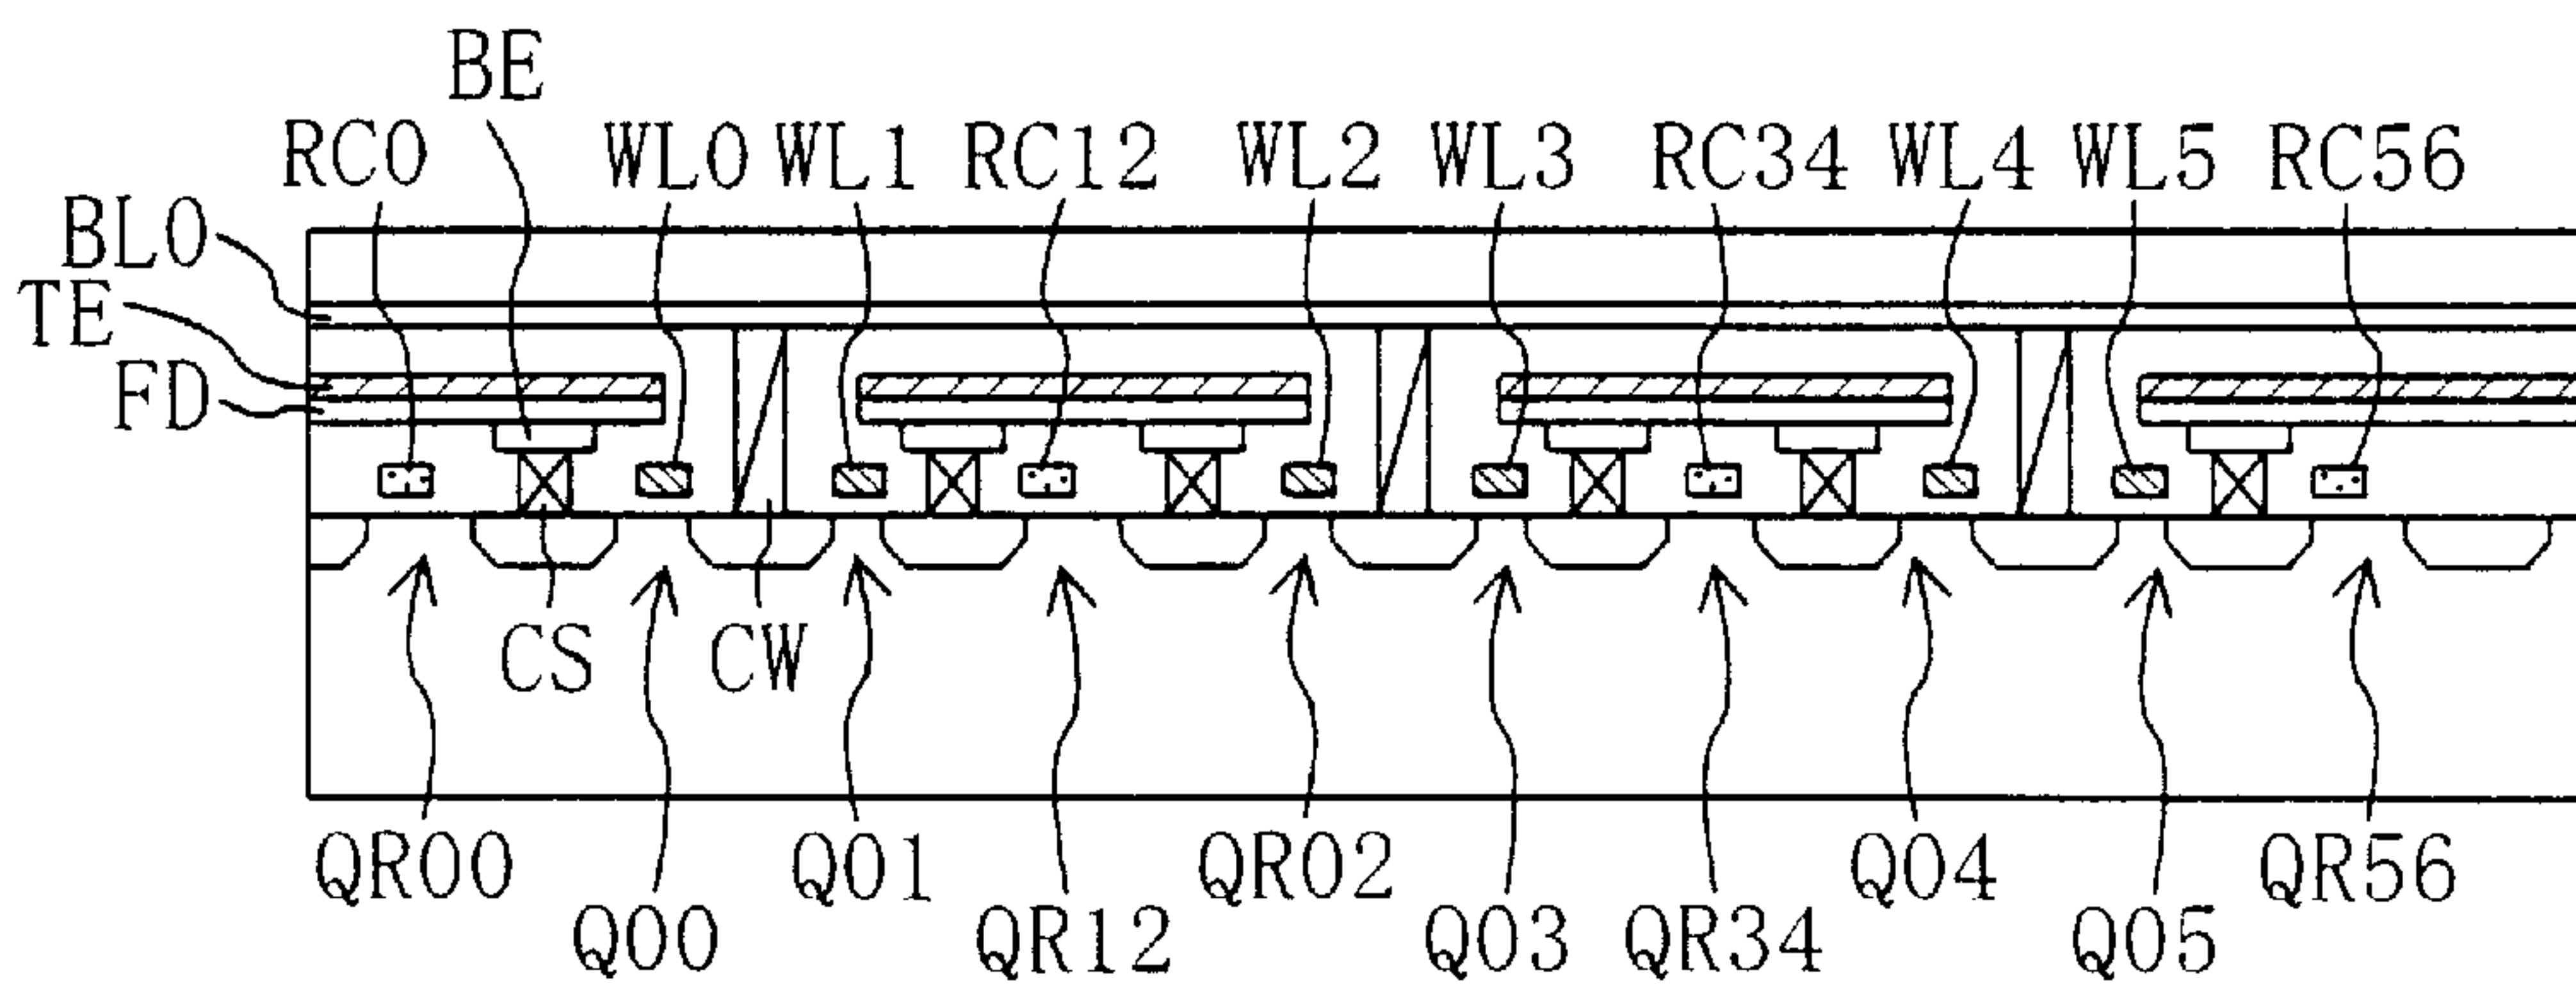 BE
RC0 WL0 WL1 RC12 WL2 WL3 RC34 WL4 WL5 RC56
BL0
TE
FD
CS CW
QR00 Q01 QR02 Q04 QR56
Q00 QR12 Q03 QR34 Q05